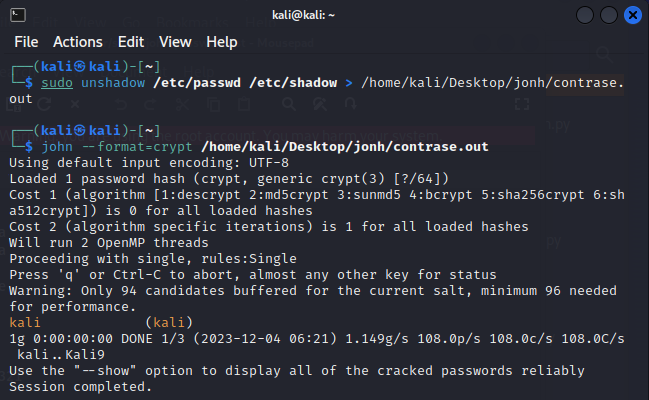 kali@kali: ~
File Actions Edit View Help
┌──(kali㉿kali)-[~]
└─$ sudo unshadow /etc/passwd /etc/shadow > /home/kali/Desktop/jonh/contrase.
out
┌──(kali㉿kali)-[~]
└─$ john --format=crypt /home/kali/Desktop/jonh/contrase.out
Using default input encoding: UTF-8
Loaded 1 password hash (crypt, generic crypt(3) [?/64])
Cost 1 (algorithm [1:descrypt 2:md5crypt 3:sunmd5 4:bcrypt 5:sha256crypt 6:sh
a512crypt]) is 0 for all loaded hashes
Cost 2 (algorithm specific iterations) is 1 for all loaded hashes
Will run 2 OpenMP threads
Proceeding with single, rules:Single
Press 'q' or Ctrl-C to abort, almost any other key for status
Warning: Only 94 candidates buffered for the current salt, minimum 96 needed
for performance.
kali (kali)
1g 0:00:00:00 DONE 1/3 (2023-12-04 06:21) 1.149g/s 108.0p/s 108.0c/s 108.0C/s
kali..Kali9
Use the "--show" option to display all of the cracked passwords reliably
Session completed.